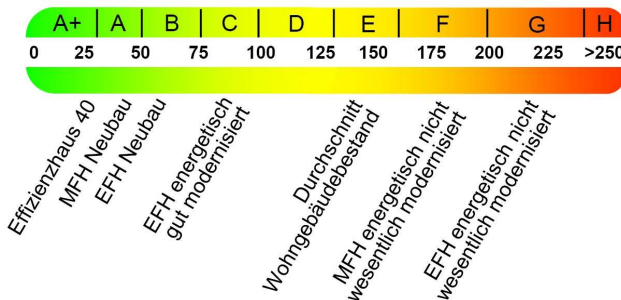 A+ A B C D E F G H
0 25 50 75 100 125 150 175 200 225 >250
Effizienzhaus 40
MFH Neubau
EFH Neubau
EFH energetisch
gut modernisiert
Durchschnitt
Wohngebäudebestand
MFH energetisch nicht
wesentlich modernisiert
EFH energetisch nicht
wesentlich modernisiert